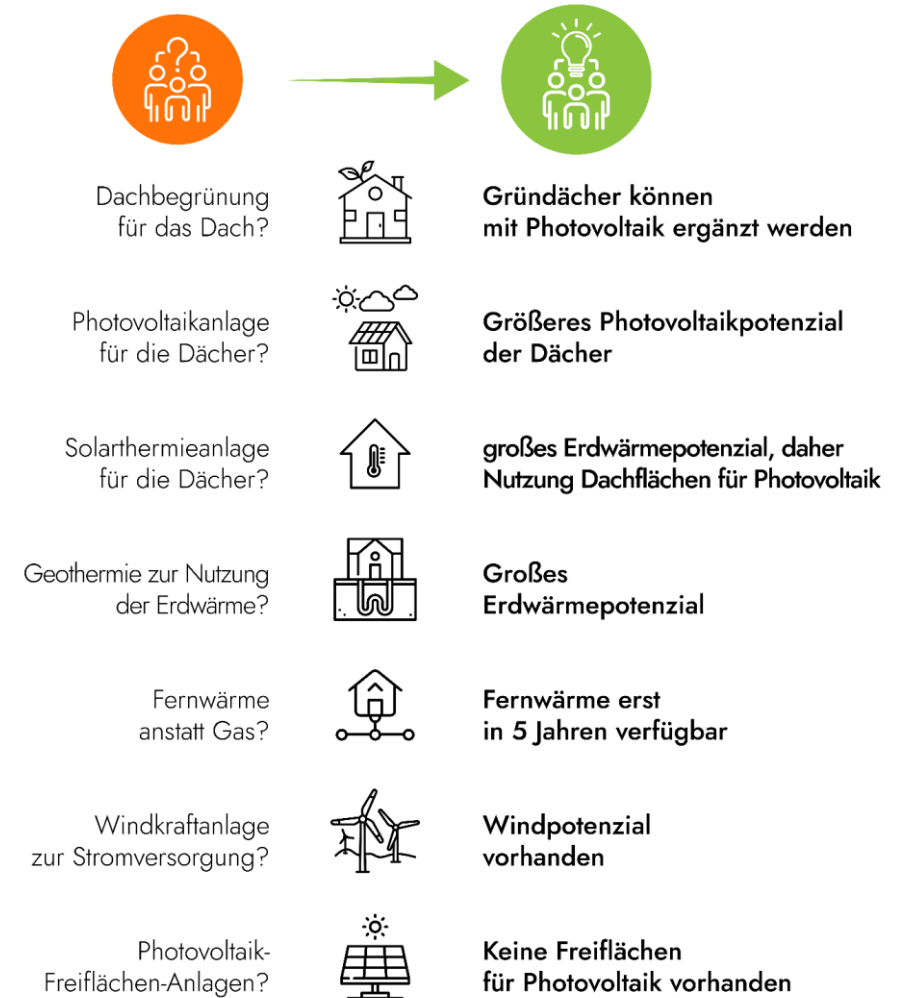 Dachbegrünung
für das Dach?
Gründächer können
mit Photovoltaik ergänzt werden
Photovoltaikanlage
für die Dächer?
Größeres Photovoltaikpotenzial
der Dächer
Solarthermieanlage
für die Dächer?
großes Erdwärmepotenzial, daher
Nutzung Dachflächen für Photovoltaik
Geothermie zur Nutzung
der Erdwärme?
Großes
Erdwärmepotenzial
Fernwärme
anstatt Gas?
Fernwärme erst
in 5 Jahren verfügbar
Windkraftanlage
zur Stromversorgung?
Windpotenzial
vorhanden
Photovoltaik-
Freiflächen-Anlagen?
Keine Freiflächen
für Photovoltaik vorhanden